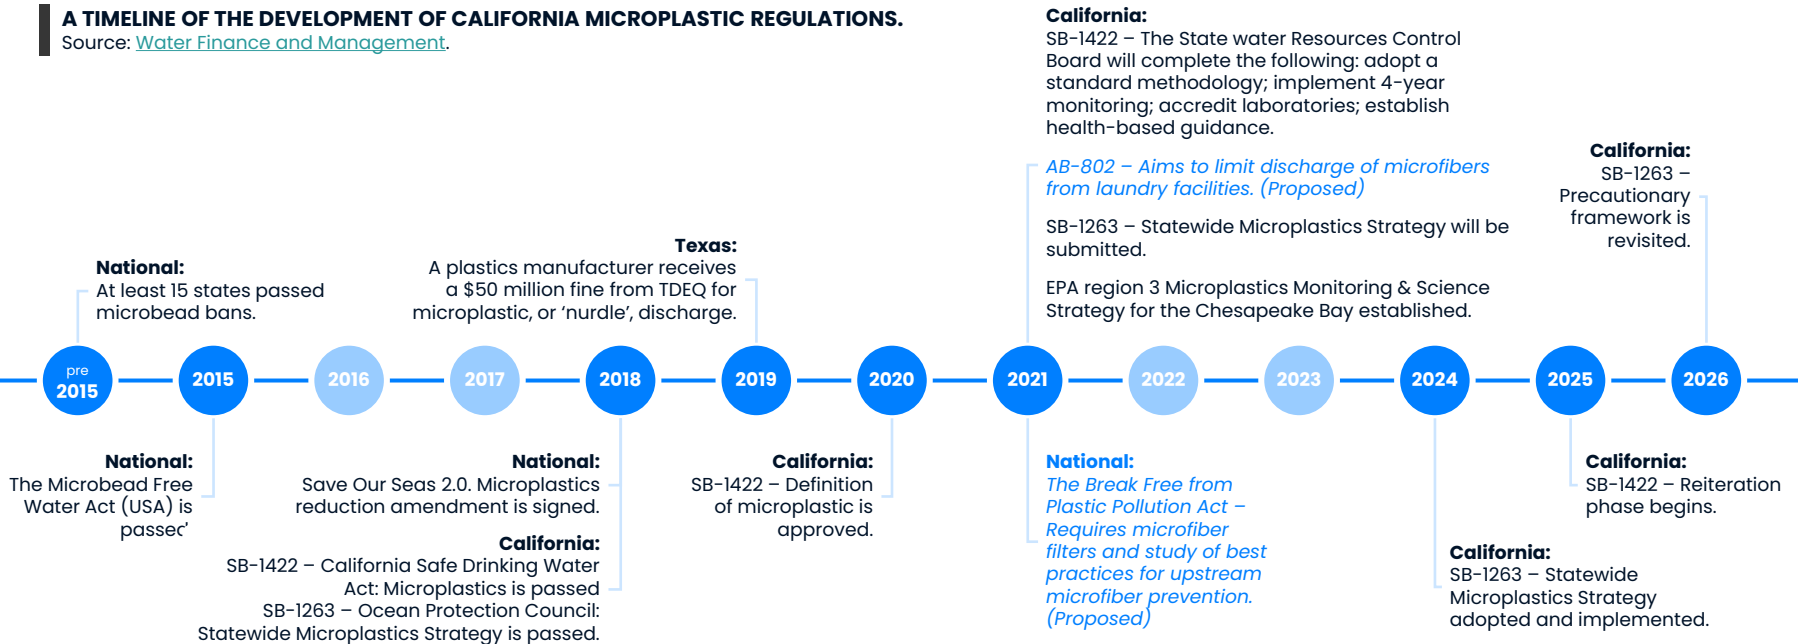 A TIMELINE OF THE DEVELOPMENT OF CALIFORNIA MICROPLASTIC REGULATIONS.
Source: Water Finance and Management.
National:
At least 15 states passed
microbead bans.
Texas:
A plastics manufacturer receives
a $50 million fine from TDEQ for
microplastic, or ‘nurdle’, discharge.
California:
SB-1422 – The State water Resources Control
Board will complete the following: adopt a
standard methodology; implement 4-year
monitoring; accredit laboratories; establish
health-based guidance.
AB-802 – Aims to limit discharge of microfibers
from laundry facilities. (Proposed)
SB-1263 – Statewide Microplastics Strategy will be
submitted.
EPA region 3 Microplastics Monitoring & Science
Strategy for the Chesapeake Bay established.
California:
SB-1263 –
Precautionary
framework is
revisited.
pre
2015
2015
2016
2017
2018
2019
2020
2021
2022
2023
2024
2025
2026
National:
The Microbead Free
Water Act (USA) is
National:
Save Our Seas 2.0. Microplastics
reduction amendment is signed.
California:
SB-1422 – California Safe Drinking Water
Act: Microplastics is passed
SB-1263 – Ocean Protection Council:
Statewide Microplastics Strategy is passed.
California:
SB-1422 – Definition
of microplastic is
approved.
National:
The Break Free from
Plastic Pollution Act –
Requires microfiber
filters and study of best
practices for upstream
microfiber prevention.
(Proposed)
California:
SB-1263 – Statewide
Microplastics Strategy
adopted and implemented.
California:
SB-1422 – Reiteration
phase begins.